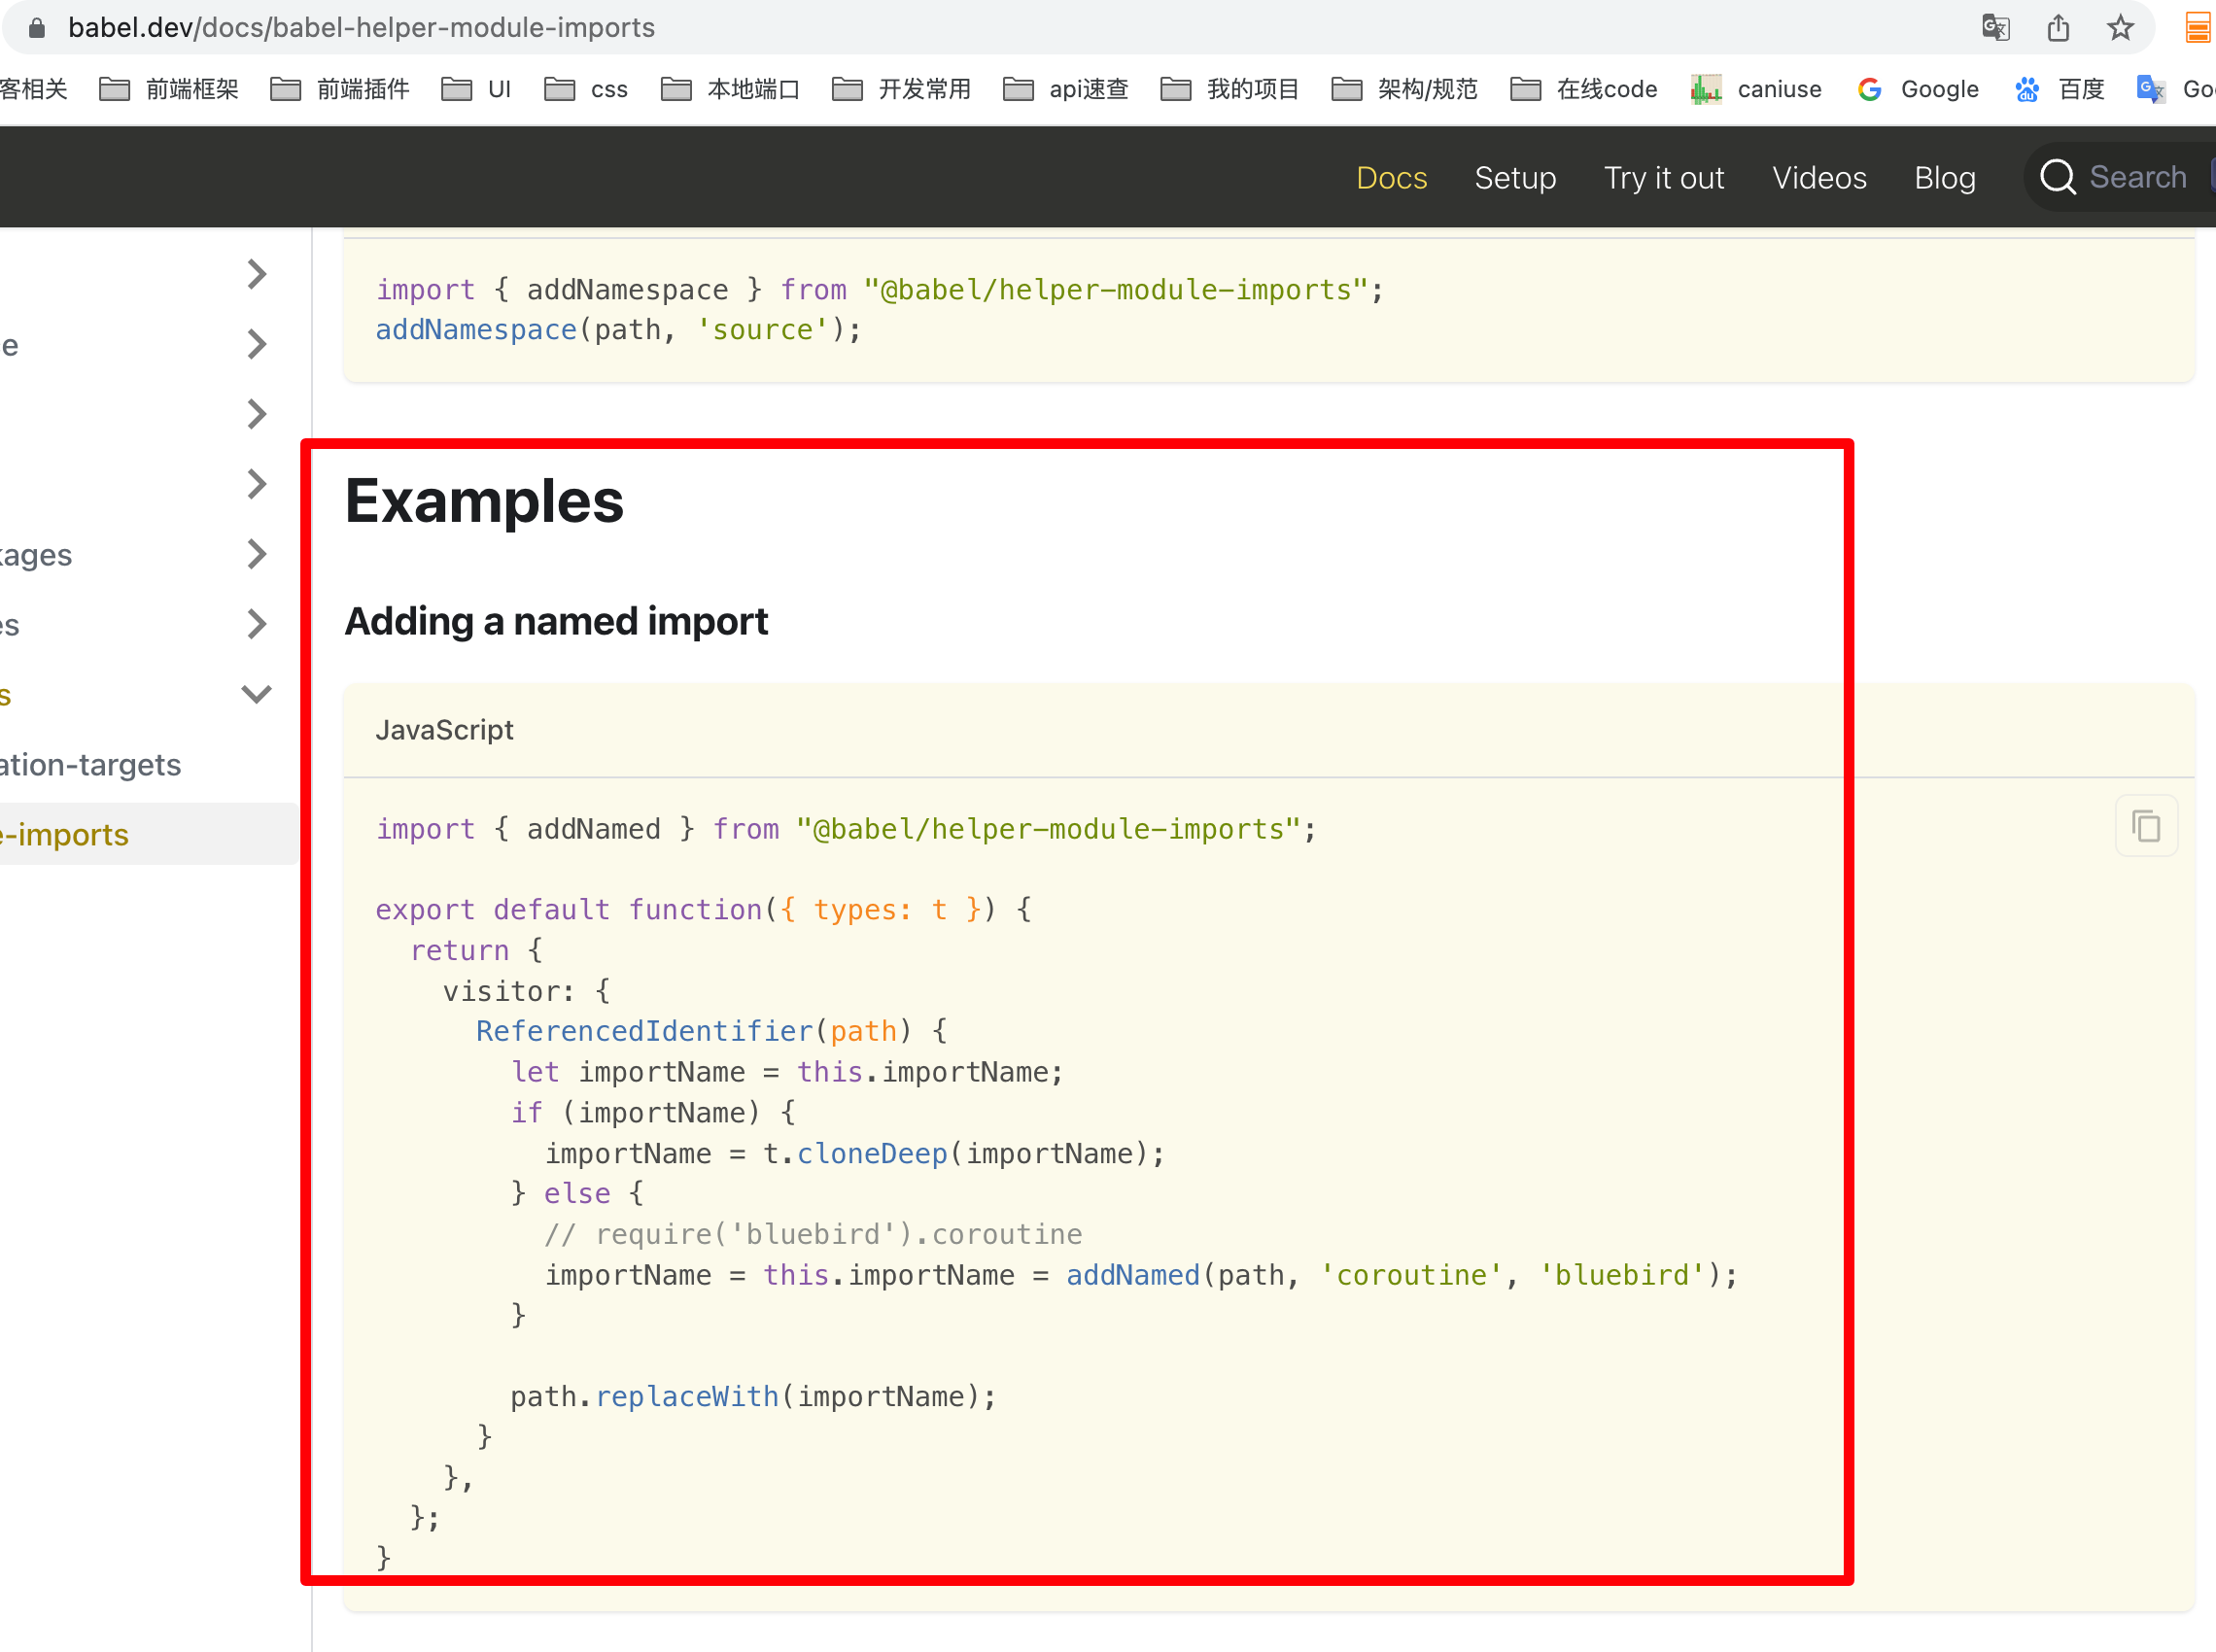 babel.dev/docs/babel-helper-module-imports
客相关 前端框架 前端插件 UI css 本地端口 开发常用 api速查 我的项目 架构/规范 在线code caniuse Google 百度 Goo
Docs Setup Try it out Videos Blog Search
import { addNamespace } from "@babel/helper-module-imports";
addNamespace(path, 'source');
e
kages
es
s
ation-targets
e-imports
Examples
Adding a named import
JavaScript
import { addNamed } from "@babel/helper-module-imports";
export default function({ types: t }) {
  return {
    visitor: {
      ReferencedIdentifier(path) {
        let importName = this.importName;
        if (importName) {
          importName = t.cloneDeep(importName);
        } else {
          // require('bluebird').coroutine
          importName = this.importName = addNamed(path, 'coroutine', 'bluebird');
        }
        path.replaceWith(importName);
      }
    },
  };
}